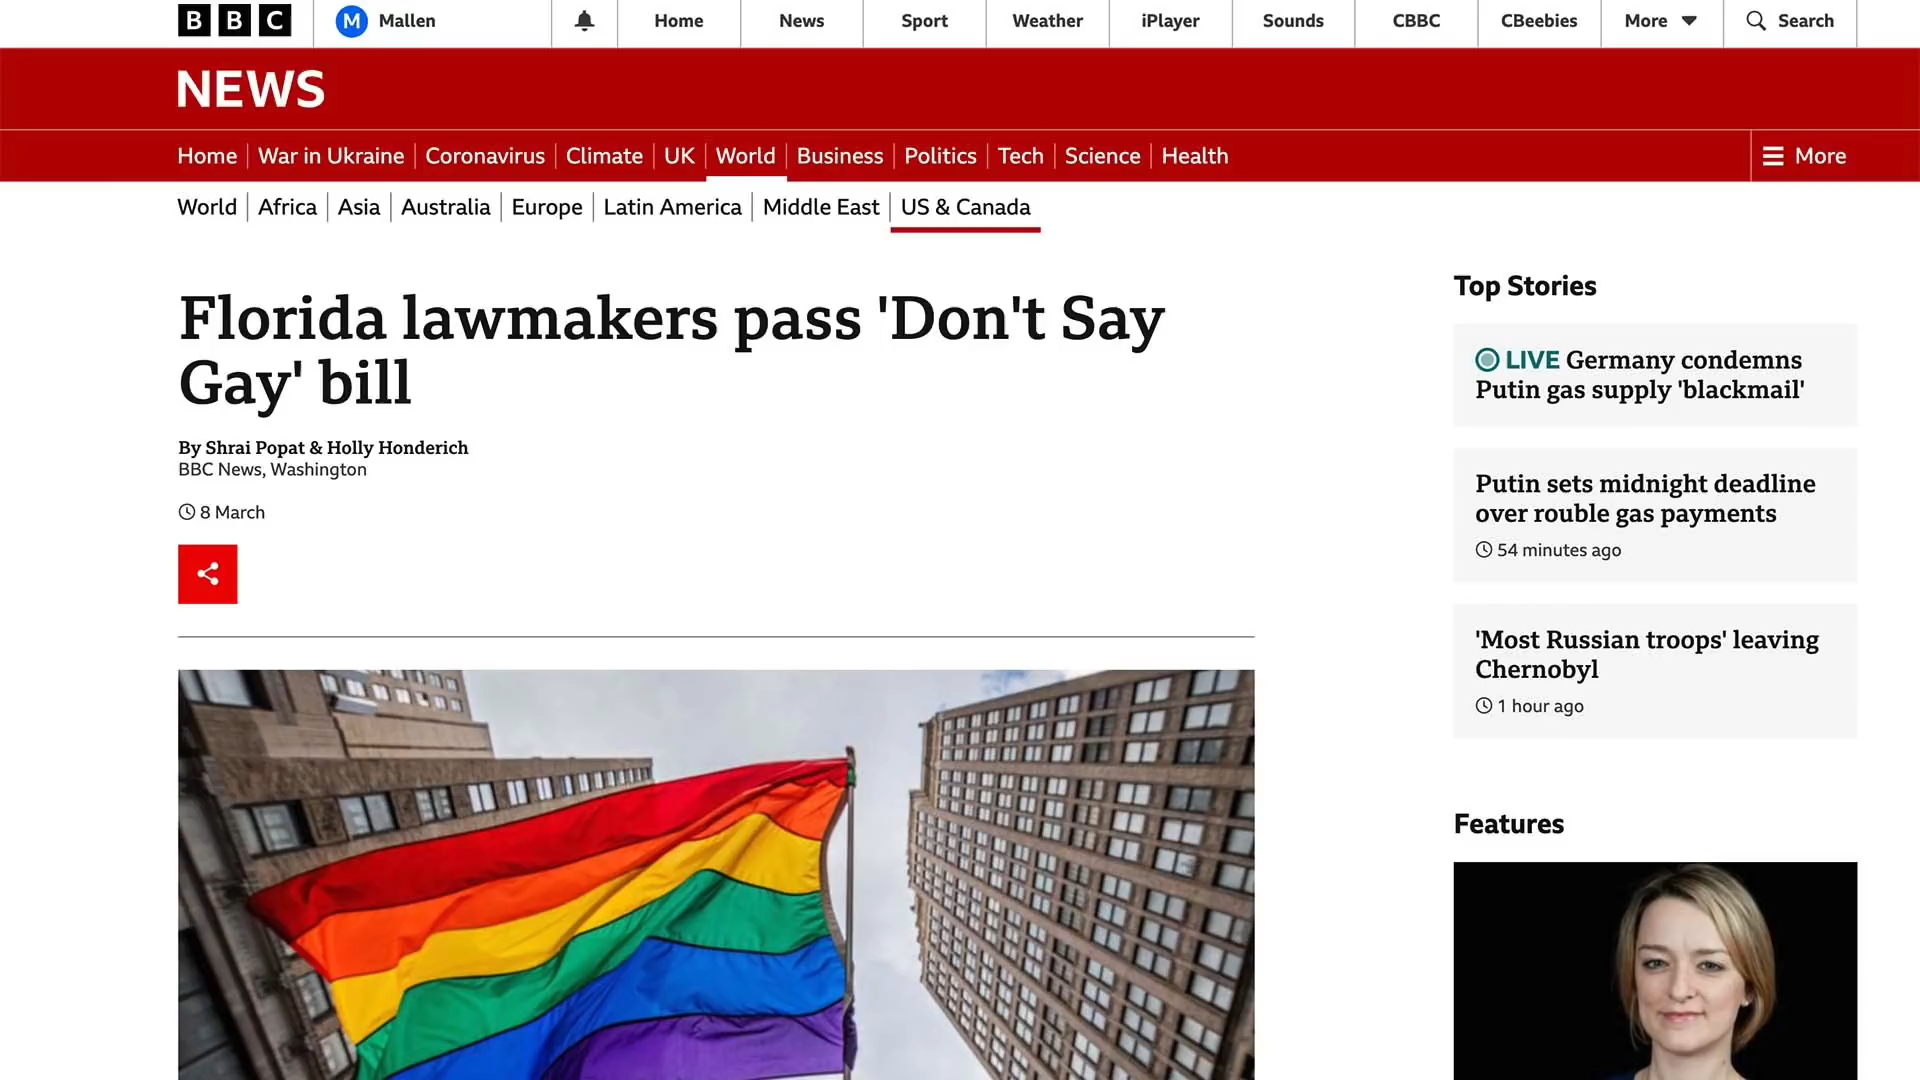 BBC
M Mallen
Home
News
Sport
Weather
iPlayer
Sounds
CBBC
CBeebies
More
Search
NEWS
Home
War in Ukraine
Coronavirus
Climate
UK
World
Business
Politics
Tech
Science
Health
More
World
Africa
Asia
Australia
Europe
Latin America
Middle East
US & Canada
Florida lawmakers pass 'Don't Say
Gay' bill
By Shrai Popat & Holly Honderich
BBC News, Washington
8 March
Top Stories
LIVE Germany condemns
Putin gas supply 'blackmail'
Putin sets midnight deadline
over rouble gas payments
54 minutes ago
'Most Russian troops' leaving
Chernobyl
1 hour ago
Features